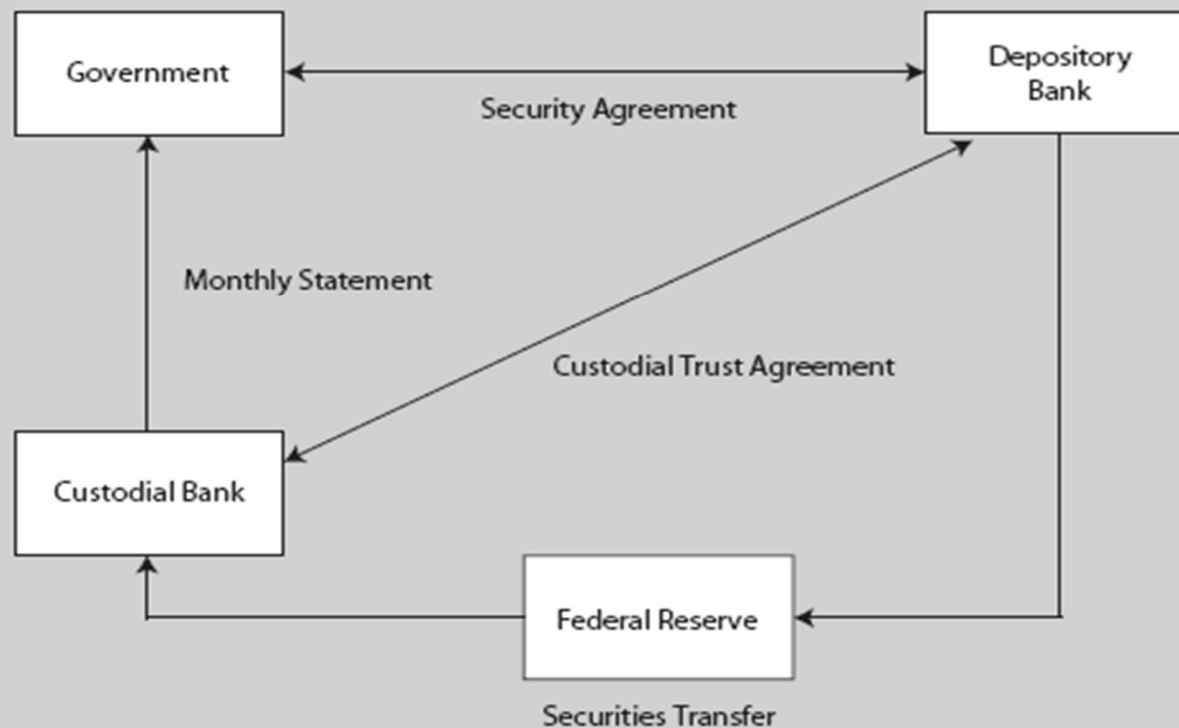 Government
Depository
Bank
Security Agreement
Monthly Statement
Custodial Trust Agreement
Custodial Bank
Federal Reserve
Securities Transfer